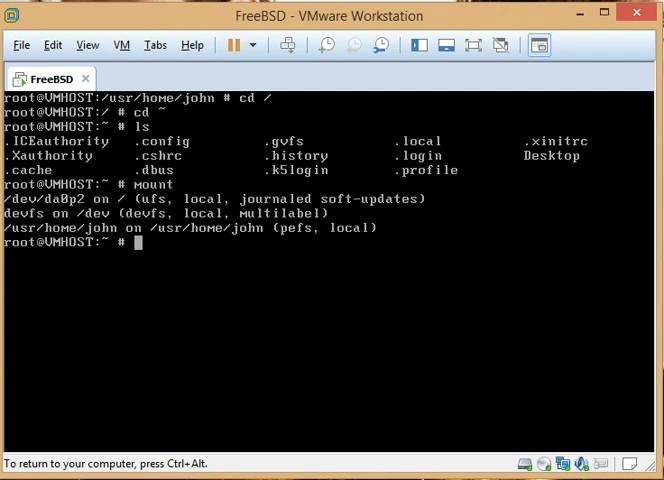 FreeBSD - VMware Workstation
File Edit View VM Tabs Help
FreeBSD
root@VMHOST:/usr/home/john # cd /
root@VMHOST:/ # cd ~
root@VMHOST:~ # ls
.ICEauthority .config .gvfs .local .xinitrc
.Xauthority .cshrc .history .login Desktop
.cache .dbus .k5login .profile
root@VMHOST:~ # mount
/dev/da0p2 on / (ufs, local, journaled soft-updates)
devfs on /dev (devfs, local, multilabel)
/usr/home/john on /usr/home/john (pefs, local)
root@VMHOST:~ #
To return to your computer, press Ctrl+Alt.